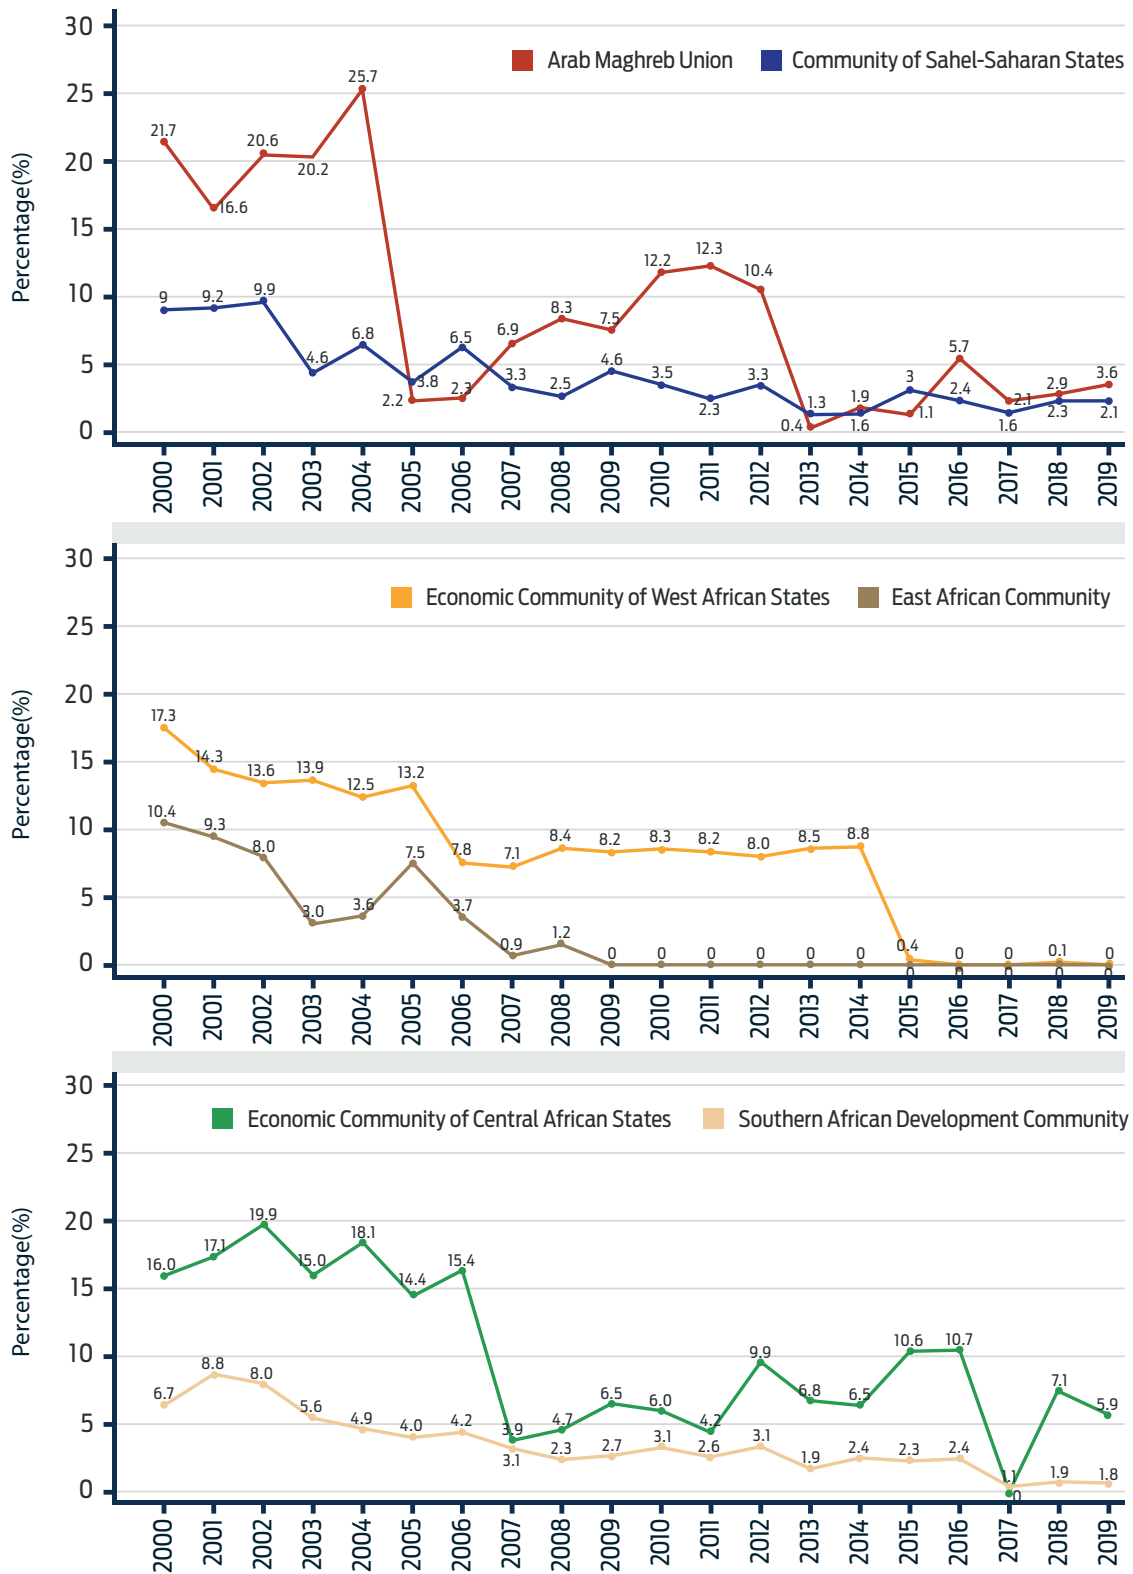 30
Arab Maghreb Union Community of Sahel-Saharan States
25
20
15
10
5
0
Percentage(%)
21.7 16.6 20.6 20.2 25.7 2.2 2.3 6.9 8.3 7.5 12.2 12.3 10.4 0.4 1.9 1.1 5.7 2.1 2.9 3.6
9 9.2 9.9 4.6 6.8 3.8 6.5 3.3 2.5 4.6 3.5 2.3 3.3 1.3 1.6 3 2.4 1.6 2.3 2.1
2000 2001 2002 2003 2004 2005 2006 2007 2008 2009 2010 2011 2012 2013 2014 2015 2016 2017 2018 2019
30
Economic Community of West African States East African Community
25
20
15
10
5
0
Percentage(%)
17.3 14.3 13.6 13.9 12.5 13.2 7.8 7.1 8.4 8.2 8.3 8.2 8.0 8.5 8.8 0.4 0 0 0.1 0
10.4 9.3 8.0 3.0 3.6 7.5 3.7 0.9 1.2 0 0 0 0 0 0 0 0 0 0 0
2000 2001 2002 2003 2004 2005 2006 2007 2008 2009 2010 2011 2012 2013 2014 2015 2016 2017 2018 2019
30
Economic Community of Central African States Southern African Development Community
25
20
15
10
5
0
Percentage(%)
16.0 17.1 19.9 15.0 18.1 14.4 15.4 3.9 4.7 6.5 6.0 4.2 9.9 6.8 6.5 10.6 10.7 0 7.1 5.9
6.7 8.8 8.0 5.6 4.9 4.0 4.2 3.1 2.3 2.7 3.1 2.6 3.1 1.9 2.4 2.3 2.4 1.1 1.9 1.8
2000 2001 2002 2003 2004 2005 2006 2007 2008 2009 2010 2011 2012 2013 2014 2015 2016 2017 2018 2019